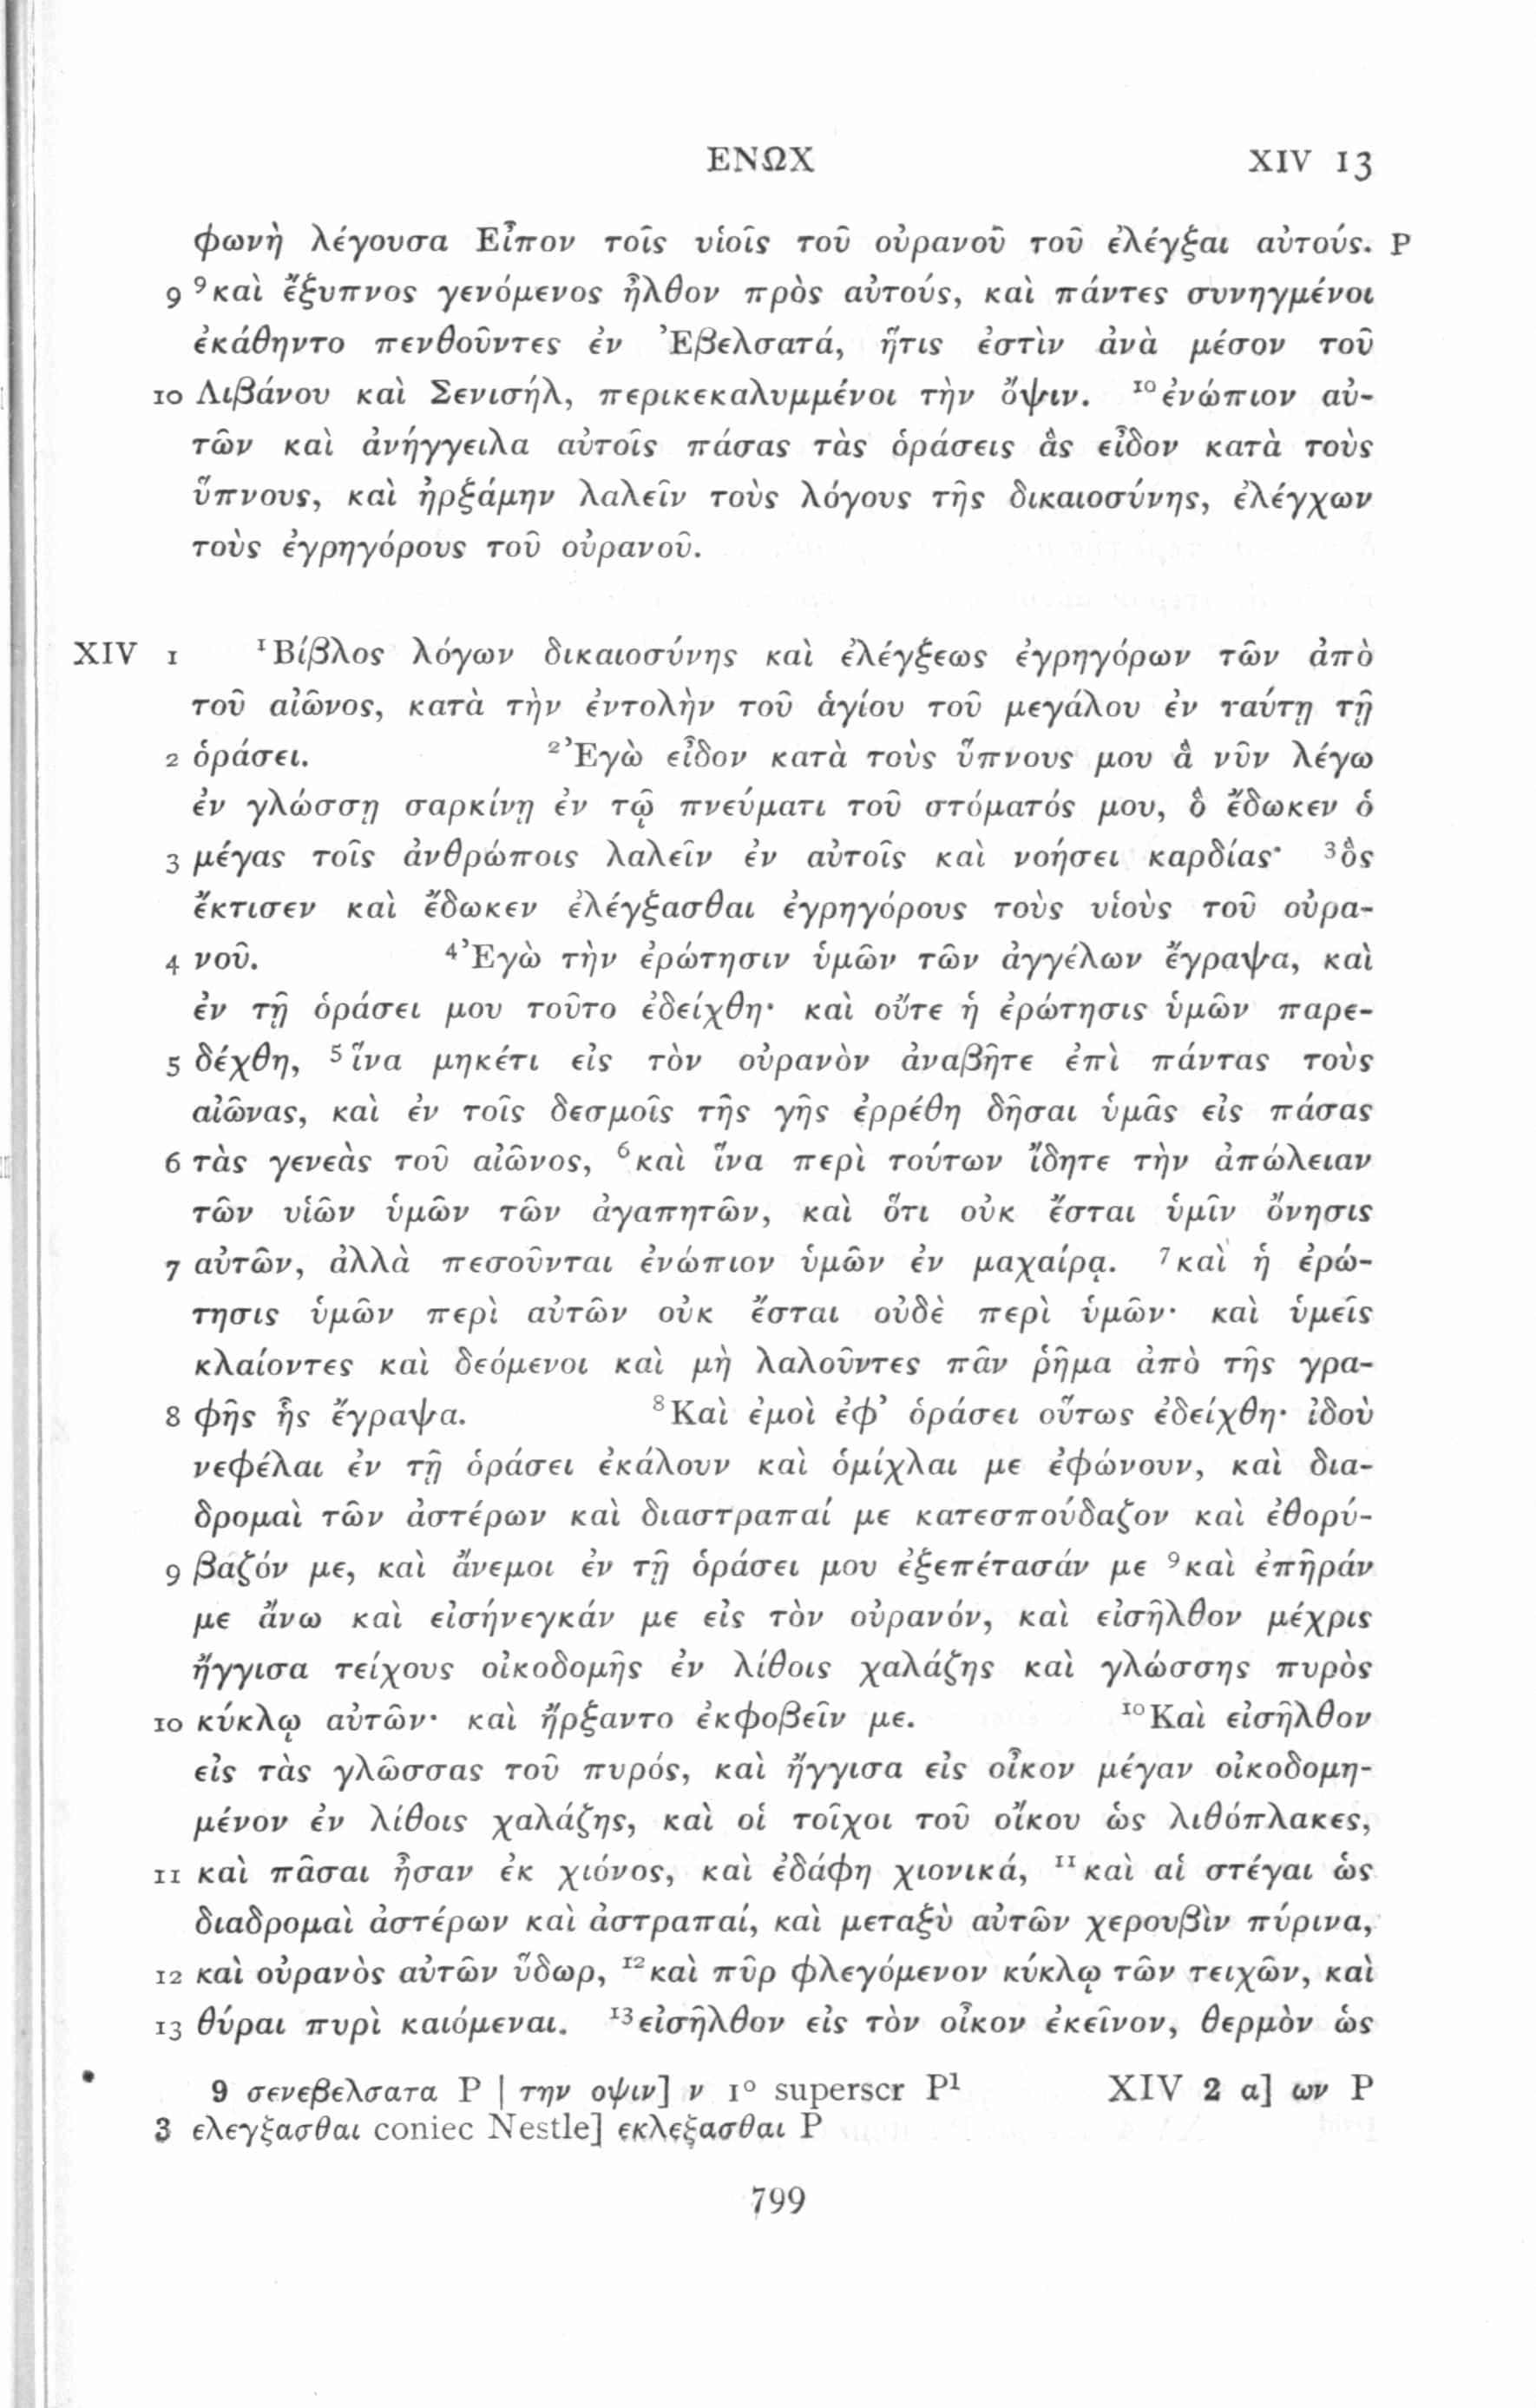 ΕΝΩΧ XIV 13
φωνὴ λέγουσα Εἶπον τοῖς υἱοῖς τοῦ οὐρανοῦ τοῦ ἐλέγξαι αὐτούς. P
9 ⁹καὶ ἔξυπνος γενόμενος ἦλθον πρὸς αὐτούς, καὶ πάντες συνηγμένοι
ἐκάθηντο πενθοῦντες ἐν Ἐβελσατά, ἥτις ἐστὶν ἀνὰ μέσον τοῦ
10 Λιβάνου καὶ Σενισήλ, περικεκαλυμμένοι τὴν ὄψιν. ¹⁰ἐνώπιον αὐ-
τῶν καὶ ἀνήγγειλα αὐτοῖς πάσας τὰς ὁράσεις ἃς εἶδον κατὰ τοὺς
ὕπνους, καὶ ἠρξάμην λαλεῖν τοὺς λόγους τῆς δικαιοσύνης, ἐλέγχων
τοὺς ἐγρηγόρους τοῦ οὐρανοῦ.
XIV 1 ¹Βίβλος λόγων δικαιοσύνης καὶ ἐλέγξεως ἐγρηγόρων τῶν ἀπὸ
τοῦ αἰῶνος, κατὰ τὴν ἐντολὴν τοῦ ἁγίου τοῦ μεγάλου ἐν ταύτῃ τῇ
2 ὁράσει. ²Ἐγὼ εἶδον κατὰ τοὺς ὕπνους μου ἃ νῦν λέγω
ἐν γλώσσῃ σαρκίνῃ ἐν τῷ πνεύματι τοῦ στόματός μου, ὃ ἔδωκεν ὁ
3 μέγας τοῖς ἀνθρώποις λαλεῖν ἐν αὐτοῖς καὶ νοήσει καρδίας· ³ὃς
ἔκτισεν καὶ ἔδωκεν ἐλέγξασθαι ἐγρηγόρους τοὺς υἱοὺς τοῦ οὐρα-
4 νοῦ. ⁴Ἐγὼ τὴν ἐρώτησιν ὑμῶν τῶν ἀγγέλων ἔγραψα, καὶ
ἐν τῇ ὁράσει μου τοῦτο ἐδείχθη· καὶ οὔτε ἡ ἐρώτησις ὑμῶν παρε-
5 δέχθη, ⁵ἵνα μηκέτι εἰς τὸν οὐρανὸν ἀναβῆτε ἐπὶ πάντας τοὺς
αἰῶνας, καὶ ἐν τοῖς δεσμοῖς τῆς γῆς ἐρρέθη δῆσαι ὑμᾶς εἰς πάσας
6 τὰς γενεὰς τοῦ αἰῶνος, ⁶καὶ ἵνα περὶ τούτων ἴδητε τὴν ἀπώλειαν
τῶν υἱῶν ὑμῶν τῶν ἀγαπητῶν, καὶ ὅτι οὐκ ἔσται ὑμῖν ὄνησις
7 αὐτῶν, ἀλλὰ πεσοῦνται ἐνώπιον ὑμῶν ἐν μαχαίρᾳ. ⁷καὶ ἡ ἐρώ-
τησις ὑμῶν περὶ αὐτῶν οὐκ ἔσται οὐδὲ περὶ ὑμῶν· καὶ ὑμεῖς
κλαίοντες καὶ δεόμενοι καὶ μὴ λαλοῦντες πᾶν ῥῆμα ἀπὸ τῆς γρα-
8 φῆς ἧς ἔγραψα. ⁸Καὶ ἐμοὶ ἐφ’ ὁράσει οὕτως ἐδείχθη· ἰδοὺ
νεφέλαι ἐν τῇ ὁράσει ἐκάλουν καὶ ὁμίχλαι με ἐφώνουν, καὶ δια-
δρομαὶ τῶν ἀστέρων καὶ διαστραπαί με κατεσπούδαζον καὶ ἐθορύ-
9 βαζόν με, καὶ ἄνεμοι ἐν τῇ ὁράσει μου ἐξεπέτασάν με ⁹καὶ ἐπῆράν
με ἄνω καὶ εἰσήνεγκάν με εἰς τὸν οὐρανόν, καὶ εἰσῆλθον μέχρις
ἤγγισα τείχους οἰκοδομῆς ἐν λίθοις χαλάζης καὶ γλώσσης πυρὸς
10 κύκλῳ αὐτῶν· καὶ ἤρξαντο ἐκφοβεῖν με. ¹⁰Καὶ εἰσῆλθον
εἰς τὰς γλώσσας τοῦ πυρός, καὶ ἤγγισα εἰς οἶκον μέγαν οἰκοδομη-
μένον ἐν λίθοις χαλάζης, καὶ οἱ τοῖχοι τοῦ οἴκου ὡς λιθόπλακες,
11 καὶ πᾶσαι ἦσαν ἐκ χιόνος, καὶ ἐδάφη χιονικά, ¹¹καὶ αἱ στέγαι ὡς
διαδρομαὶ ἀστέρων καὶ ἀστραπαί, καὶ μεταξὺ αὐτῶν χερουβὶν πύρινα,
12 καὶ οὐρανὸς αὐτῶν ὕδωρ, ¹²καὶ πῦρ φλεγόμενον κύκλῳ τῶν τειχῶν, καὶ
13 θύραι πυρὶ καιόμεναι. ¹³εἰσῆλθον εἰς τὸν οἶκον ἐκεῖνον, θερμὸν ὡς
9 σενεβελσατα P | την οψιν] ν 1° superscr P¹ XIV 2 α] ων P
3 ελεγξασθαι coniec Nestle] εκλεξασθαι P
799